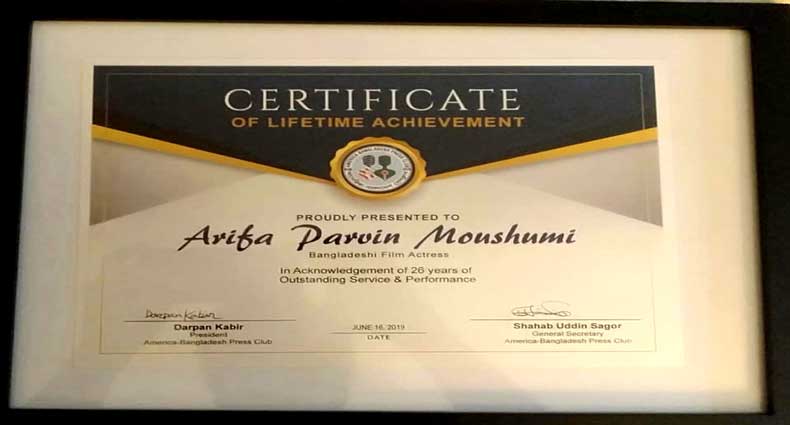 CERTIFICATE
OF LIFETIME ACHIEVEMENT
PROUDLY PRESENTED TO
Arifa Parvin Moushumi
Bangladeshi Film Actress
In Acknowledgement of 26 years of
Outstanding Service & Performance
Darpan Kabir
Darpan Kabir
President
America-Bangladesh Press Club
JUNE 16, 2019
DATE
Shahab Uddin Sagor
General Secretary
America-Bangladesh Press Club